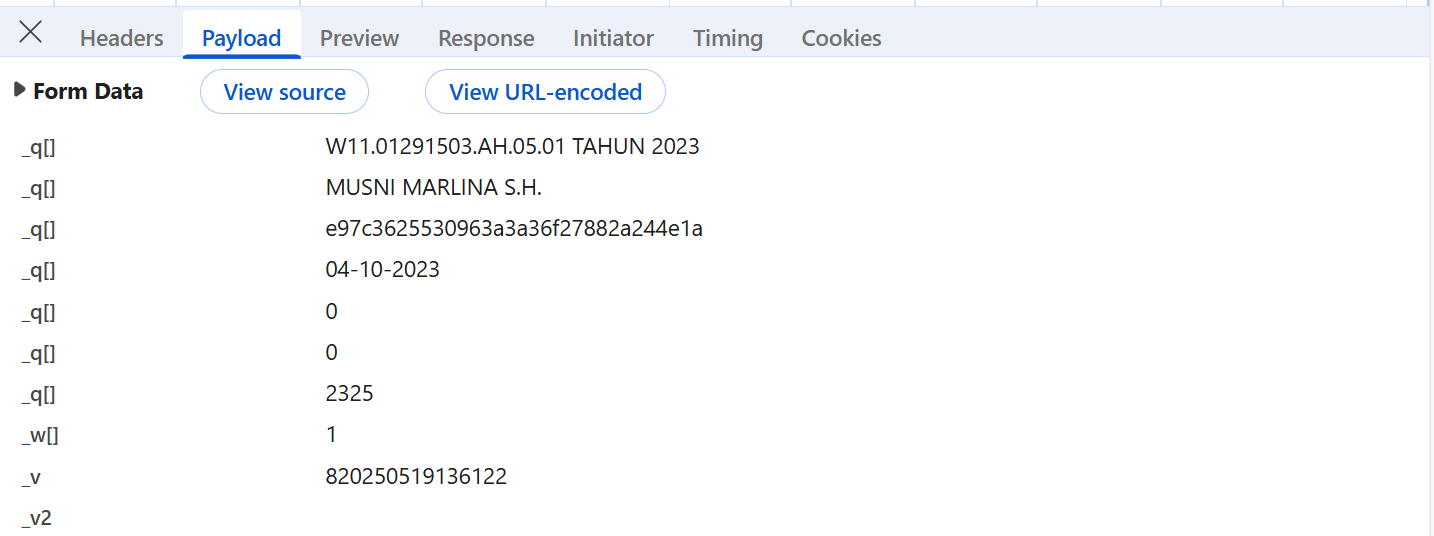 Headers Payload Preview Response Initiator Timing Cookies
Form Data View source View URL-encoded
_q[] W11.01291503.AH.05.01 TAHUN 2023
_q[] MUSNI MARLINA S.H.
_q[] e97c3625530963a3a36f27882a244e1a
_q[] 04-10-2023
_q[] 0
_q[] 0
_q[] 2325
_w[] 1
_v 820250519136122
_v2